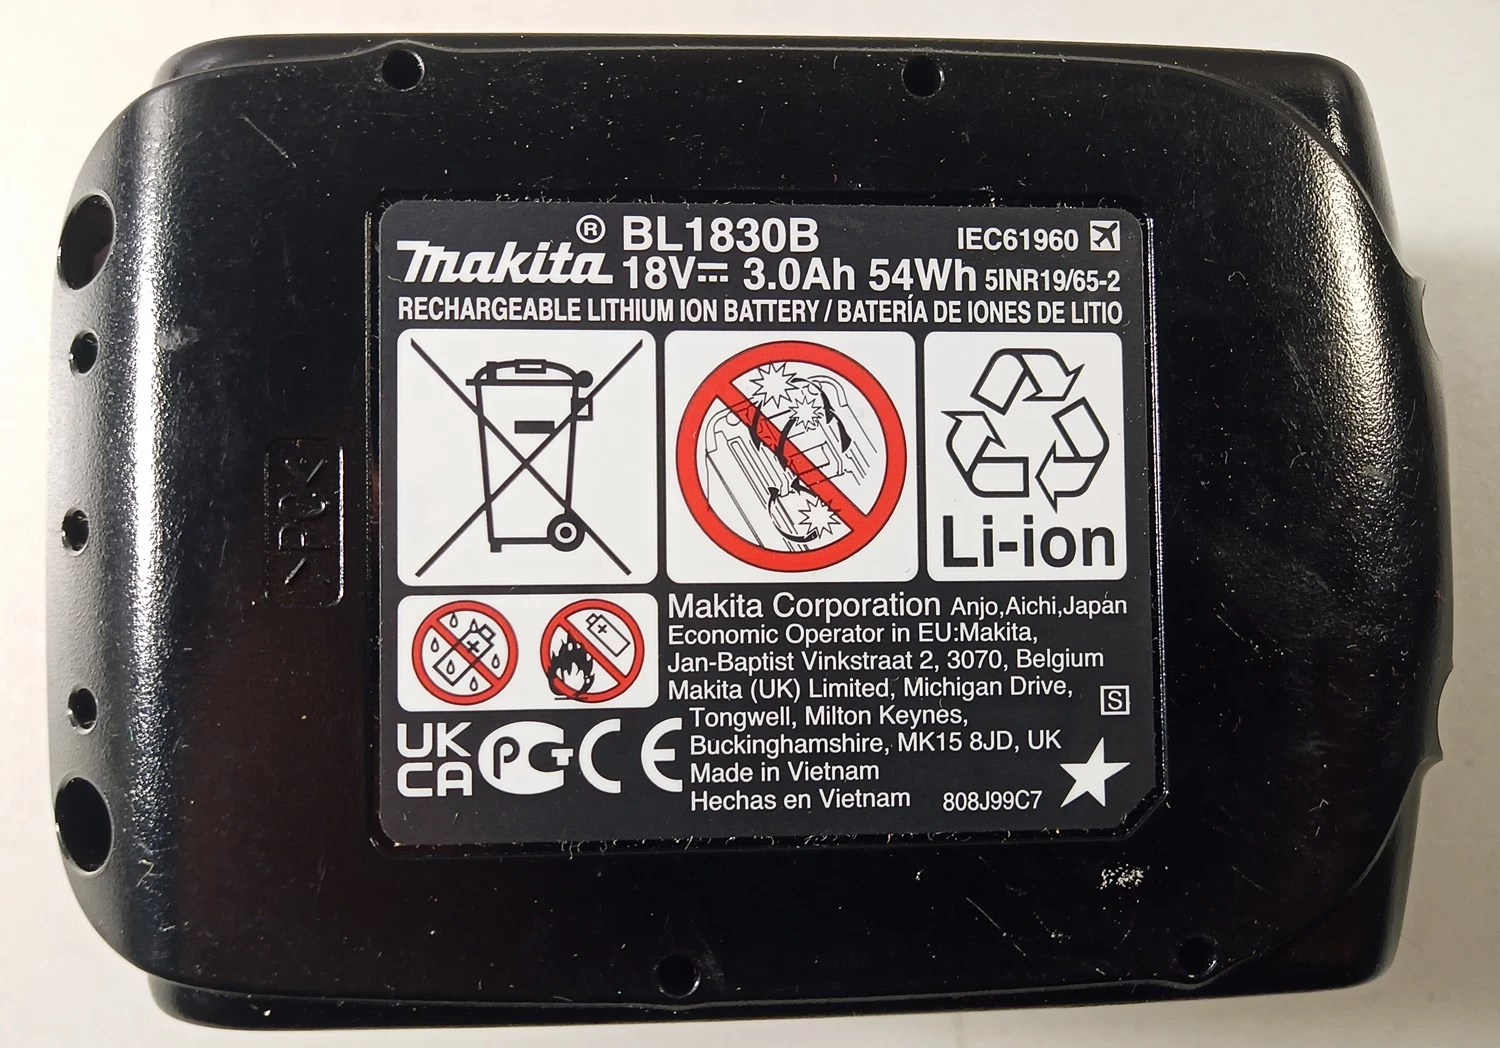 makita® BL1830B IEC61960
18V⎓ 3.0Ah 54Wh 5INR19/65-2
RECHARGEABLE LITHIUM ION BATTERY / BATERÍA DE IONES DE LITIO
Li-ion
Makita Corporation Anjo,Aichi,Japan
Economic Operator in EU:Makita,
Jan-Baptist Vinkstraat 2, 3070, Belgium
Makita (UK) Limited, Michigan Drive,
Tongwell, Milton Keynes,
Buckinghamshire, MK15 8JD, UK
Made in Vietnam
Hechas en Vietnam 808J99C7
S
UK
CA
PCT CE
>PC<